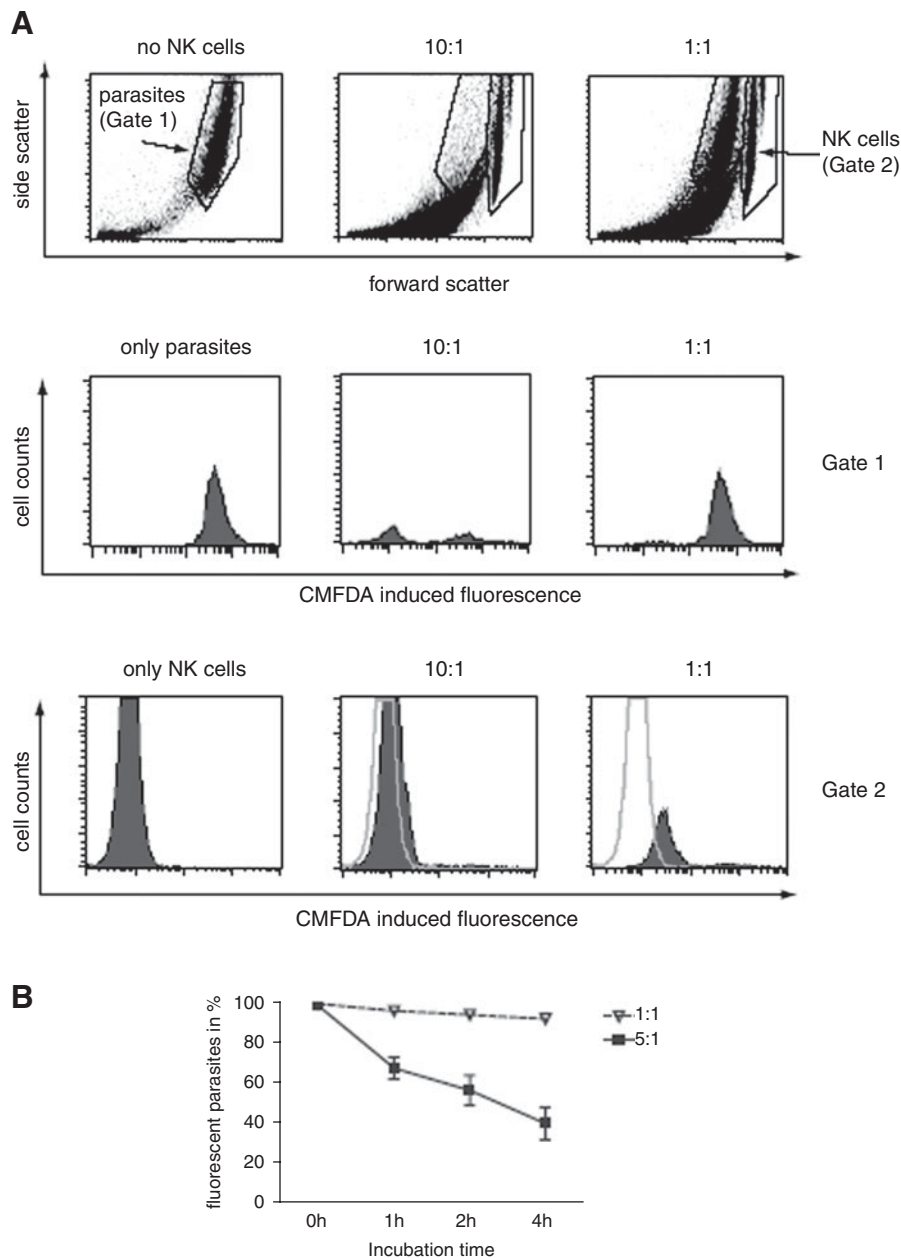 A
no NK cells
10:1
1:1
side scatter
parasites
(Gate 1)
NK cells
(Gate 2)
forward scatter
only parasites
10:1
1:1
cell counts
Gate 1
CMFDA induced fluorescence
only NK cells
10:1
1:1
cell counts
Gate 2
CMFDA induced fluorescence
B
fluorescent parasites in %
100
80
60
40
20
0
0h
1h
2h
4h
Incubation time
1:1
5:1